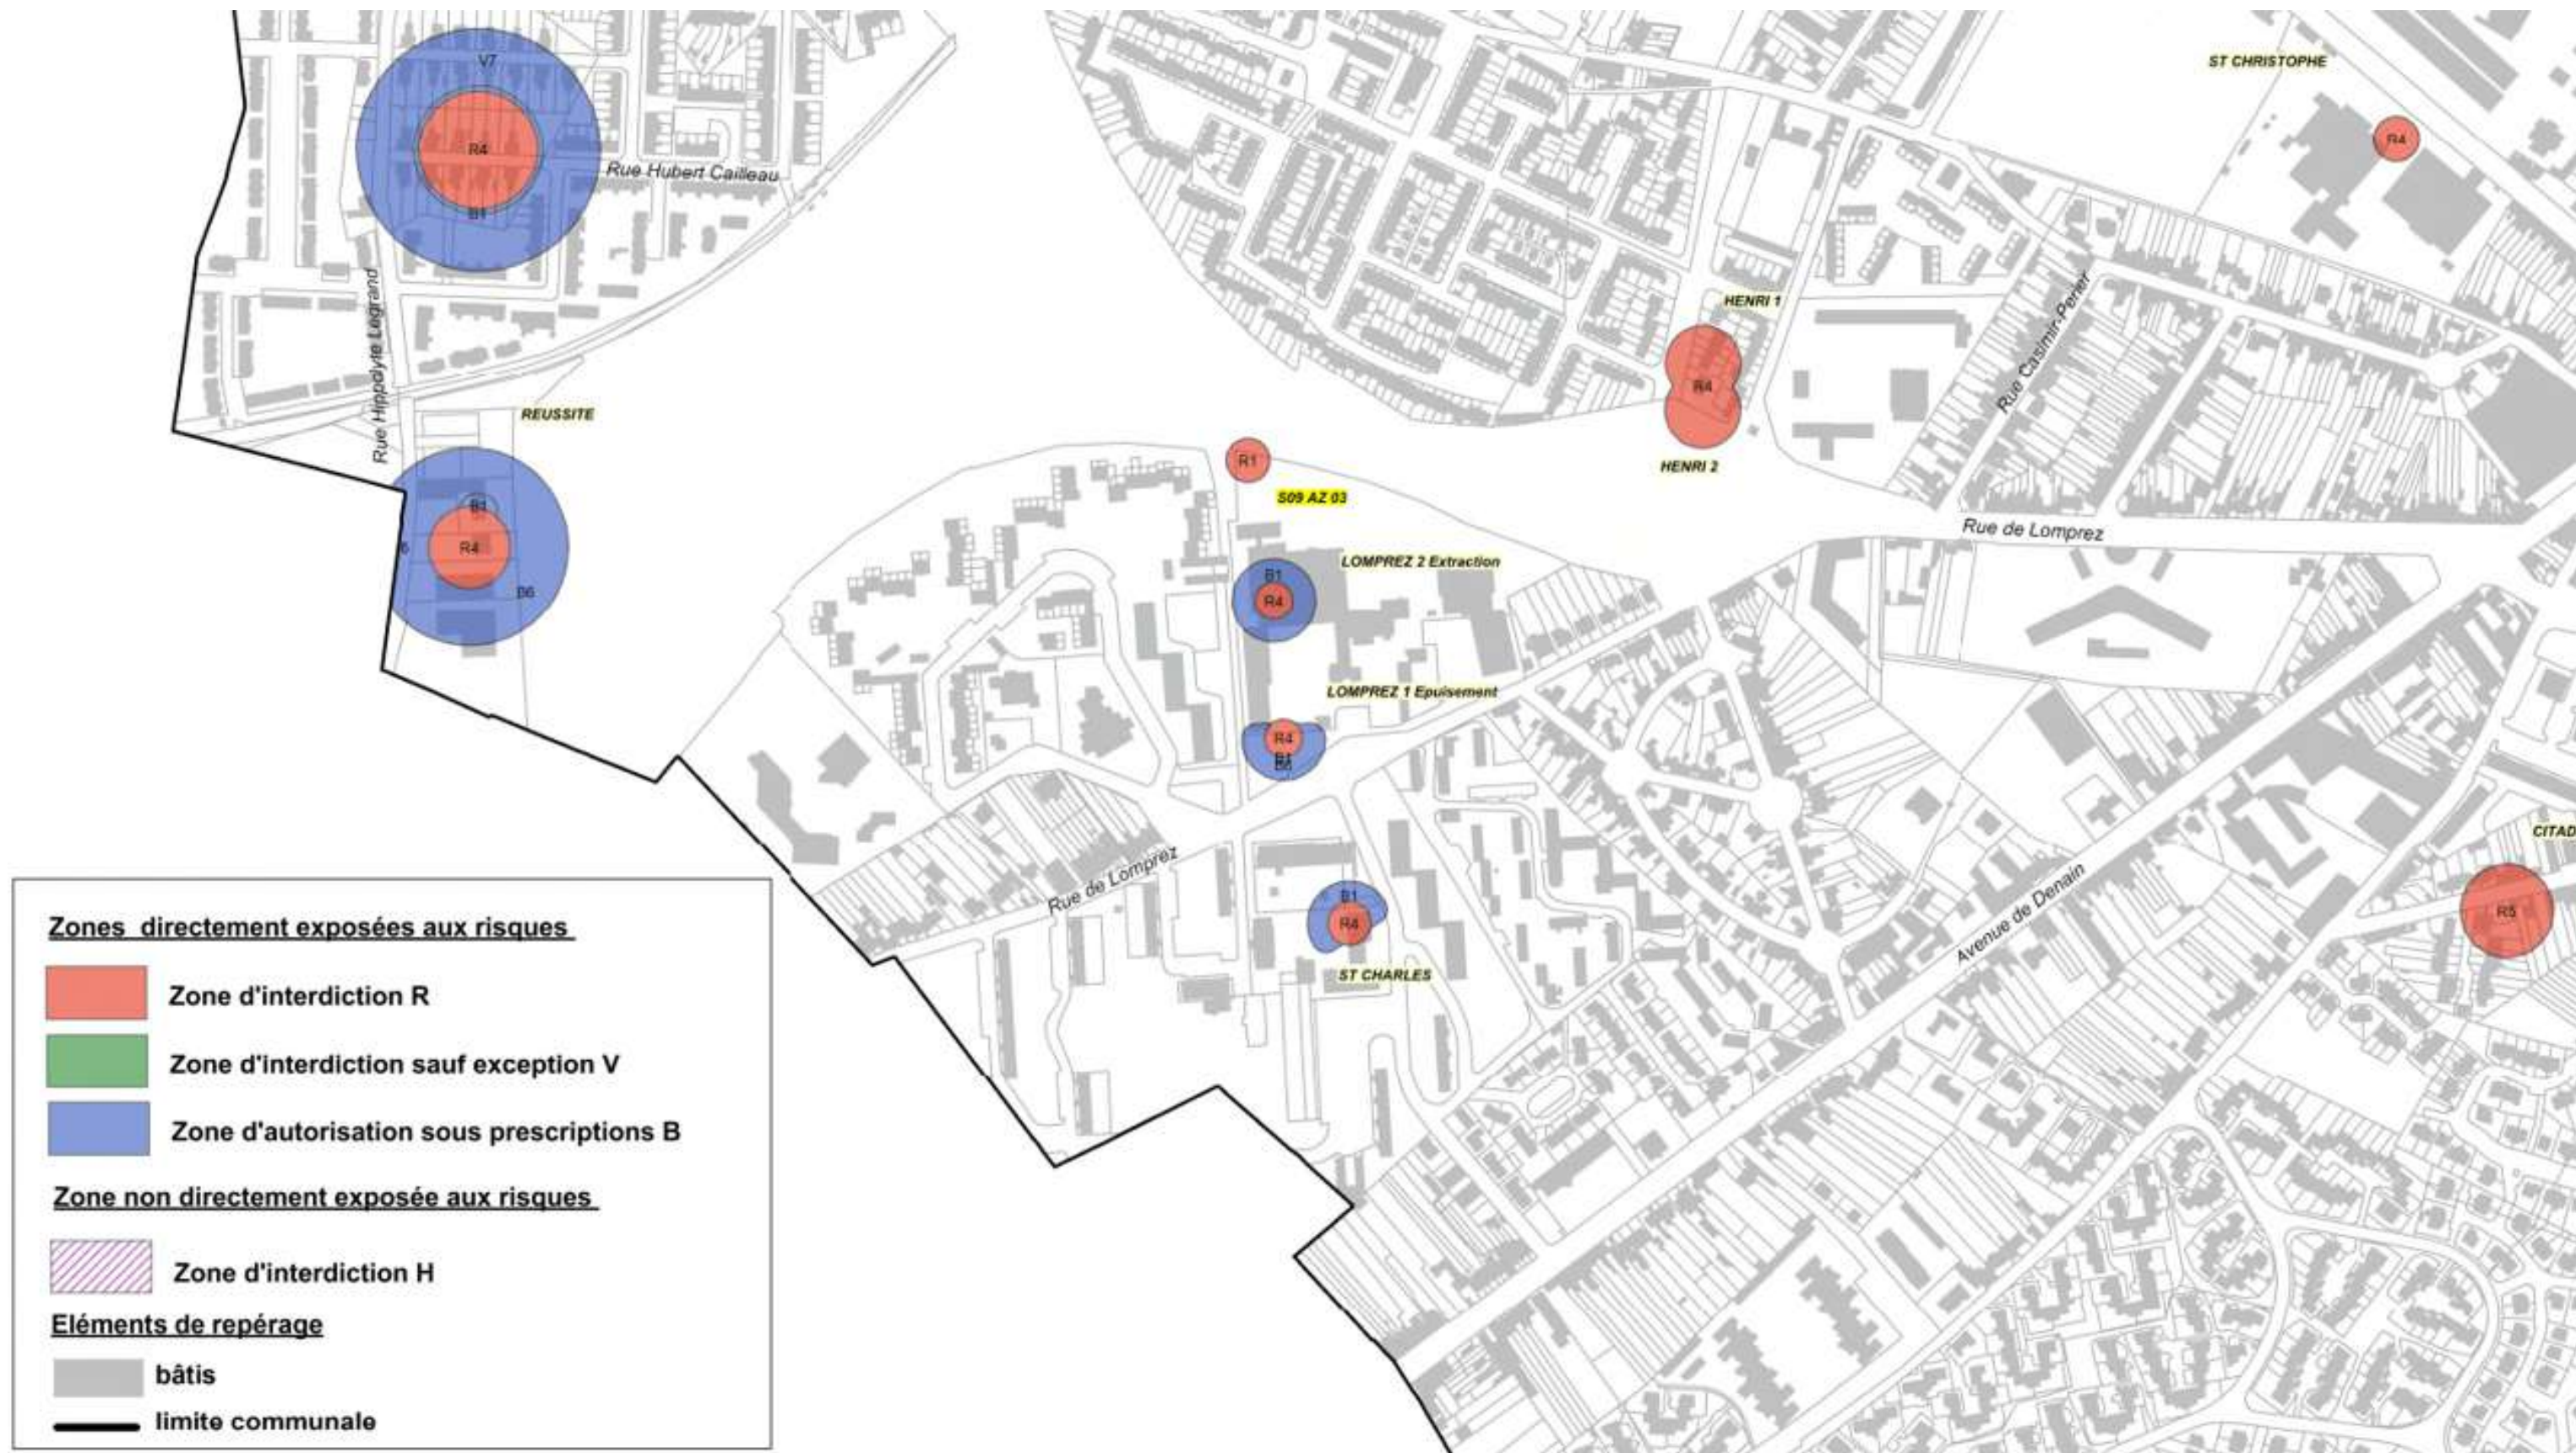 V7
ST CHRISTOPHE
R4
R4
Rue Hubert Cailleau
B1
HENRI 1
Rue Hippolyte Legrand
Rue Casimir-Perier
R4
REUSSITE
R1
HENRI 2
S09 AZ 03
B1
Rue de Lomprez
R4
6
LOMPREZ 2 Extraction
B1
B6
R4
LOMPREZ 1 Epuisement
R4
B1
B6
CITAD
Rue de Lomprez
B1
Avenue de Denain
R5
R4
ST CHARLES
Zones directement exposées aux risques
Zone d'interdiction R
Zone d'interdiction sauf exception V
Zone d'autorisation sous prescriptions B
Zone non directement exposée aux risques
Zone d'interdiction H
Eléments de repérage
bâtis
limite communale